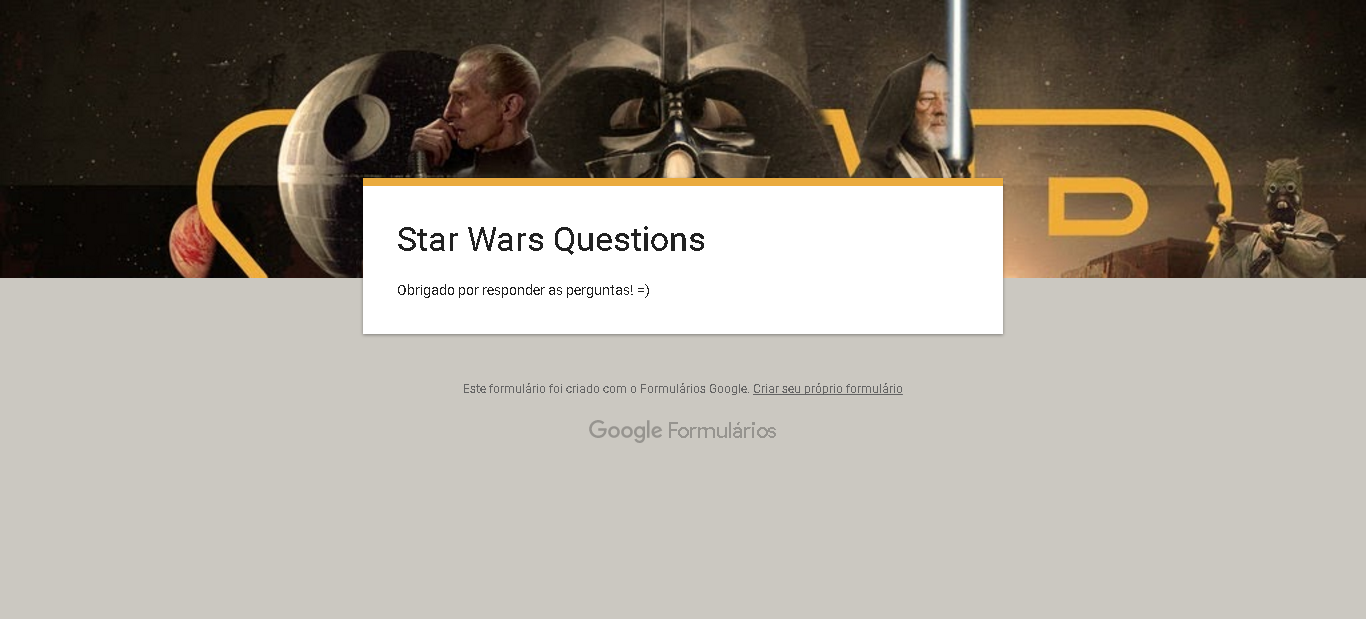 Star Wars Questions
Obrigado por responder as perguntas! =)
Este formulário foi criado com o Formulários Google. Criar seu próprio formulário
Google Formulários